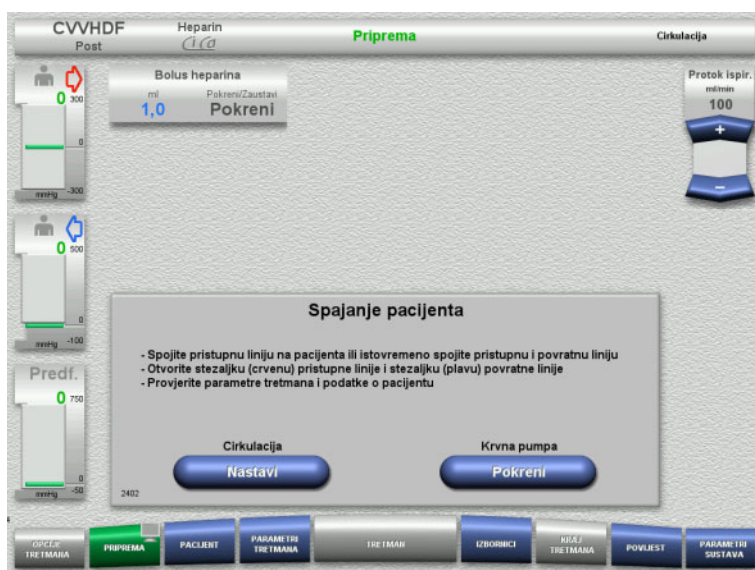 CVVHDF
Post
Heparin
Cica
Priprema
Cirkulacija
0
300
0
-300
mmHg
Bolus heparina
ml
Pokreni/Zaustavi
1,0
Pokreni
Protok ispir.
ml/min
100
+
–
0
500
0
-100
mmHg
Predf.
0
750
0
-50
mmHg
Spajanje pacijenta
- Spojite pristupnu liniju na pacijenta ili istovremeno spojite pristupnu i povratnu liniju
- Otvorite stezaljku (crvenu) pristupne linije i stezaljku (plavu) povratne linije
- Provjerite parametre tretmana i podatke o pacijentu
Cirkulacija
Nastavi
Krvna pumpa
Pokreni
2402
OPCIJE TRETMANA
PRIPREMA
PACIJENT
PARAMETRI TRETMANA
TRETMAN
IZBORNICI
KRAJ TRETMANA
POVIJEST
PARAMETRI SUSTAVA